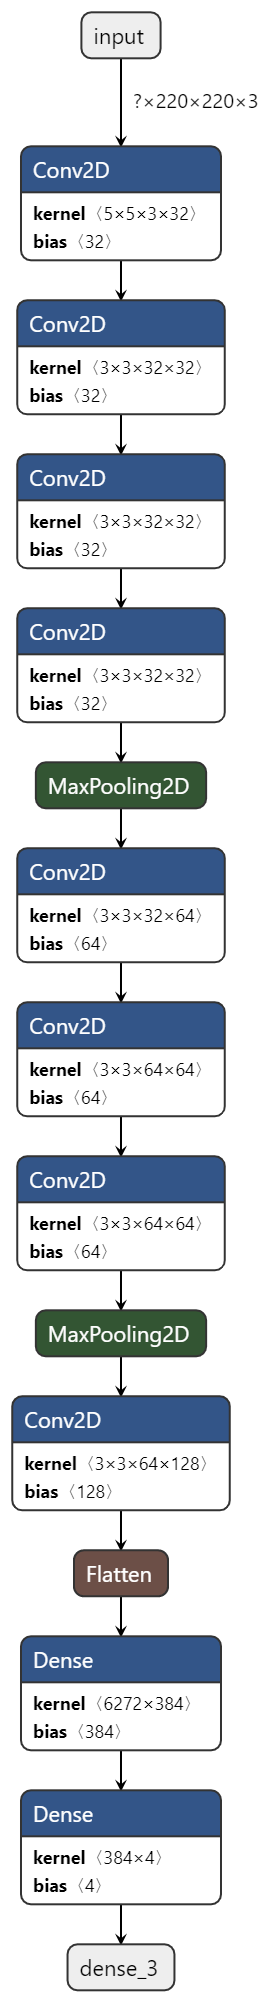 input
?×220×220×3
Conv2D
kernel〈5×5×3×32〉
bias〈32〉
Conv2D
kernel〈3×3×32×32〉
bias〈32〉
Conv2D
kernel〈3×3×32×32〉
bias〈32〉
Conv2D
kernel〈3×3×32×32〉
bias〈32〉
MaxPooling2D
Conv2D
kernel〈3×3×32×64〉
bias〈64〉
Conv2D
kernel〈3×3×64×64〉
bias〈64〉
Conv2D
kernel〈3×3×64×64〉
bias〈64〉
MaxPooling2D
Conv2D
kernel〈3×3×64×128〉
bias〈128〉
Flatten
Dense
kernel〈6272×384〉
bias〈384〉
Dense
kernel〈384×4〉
bias〈4〉
dense_3